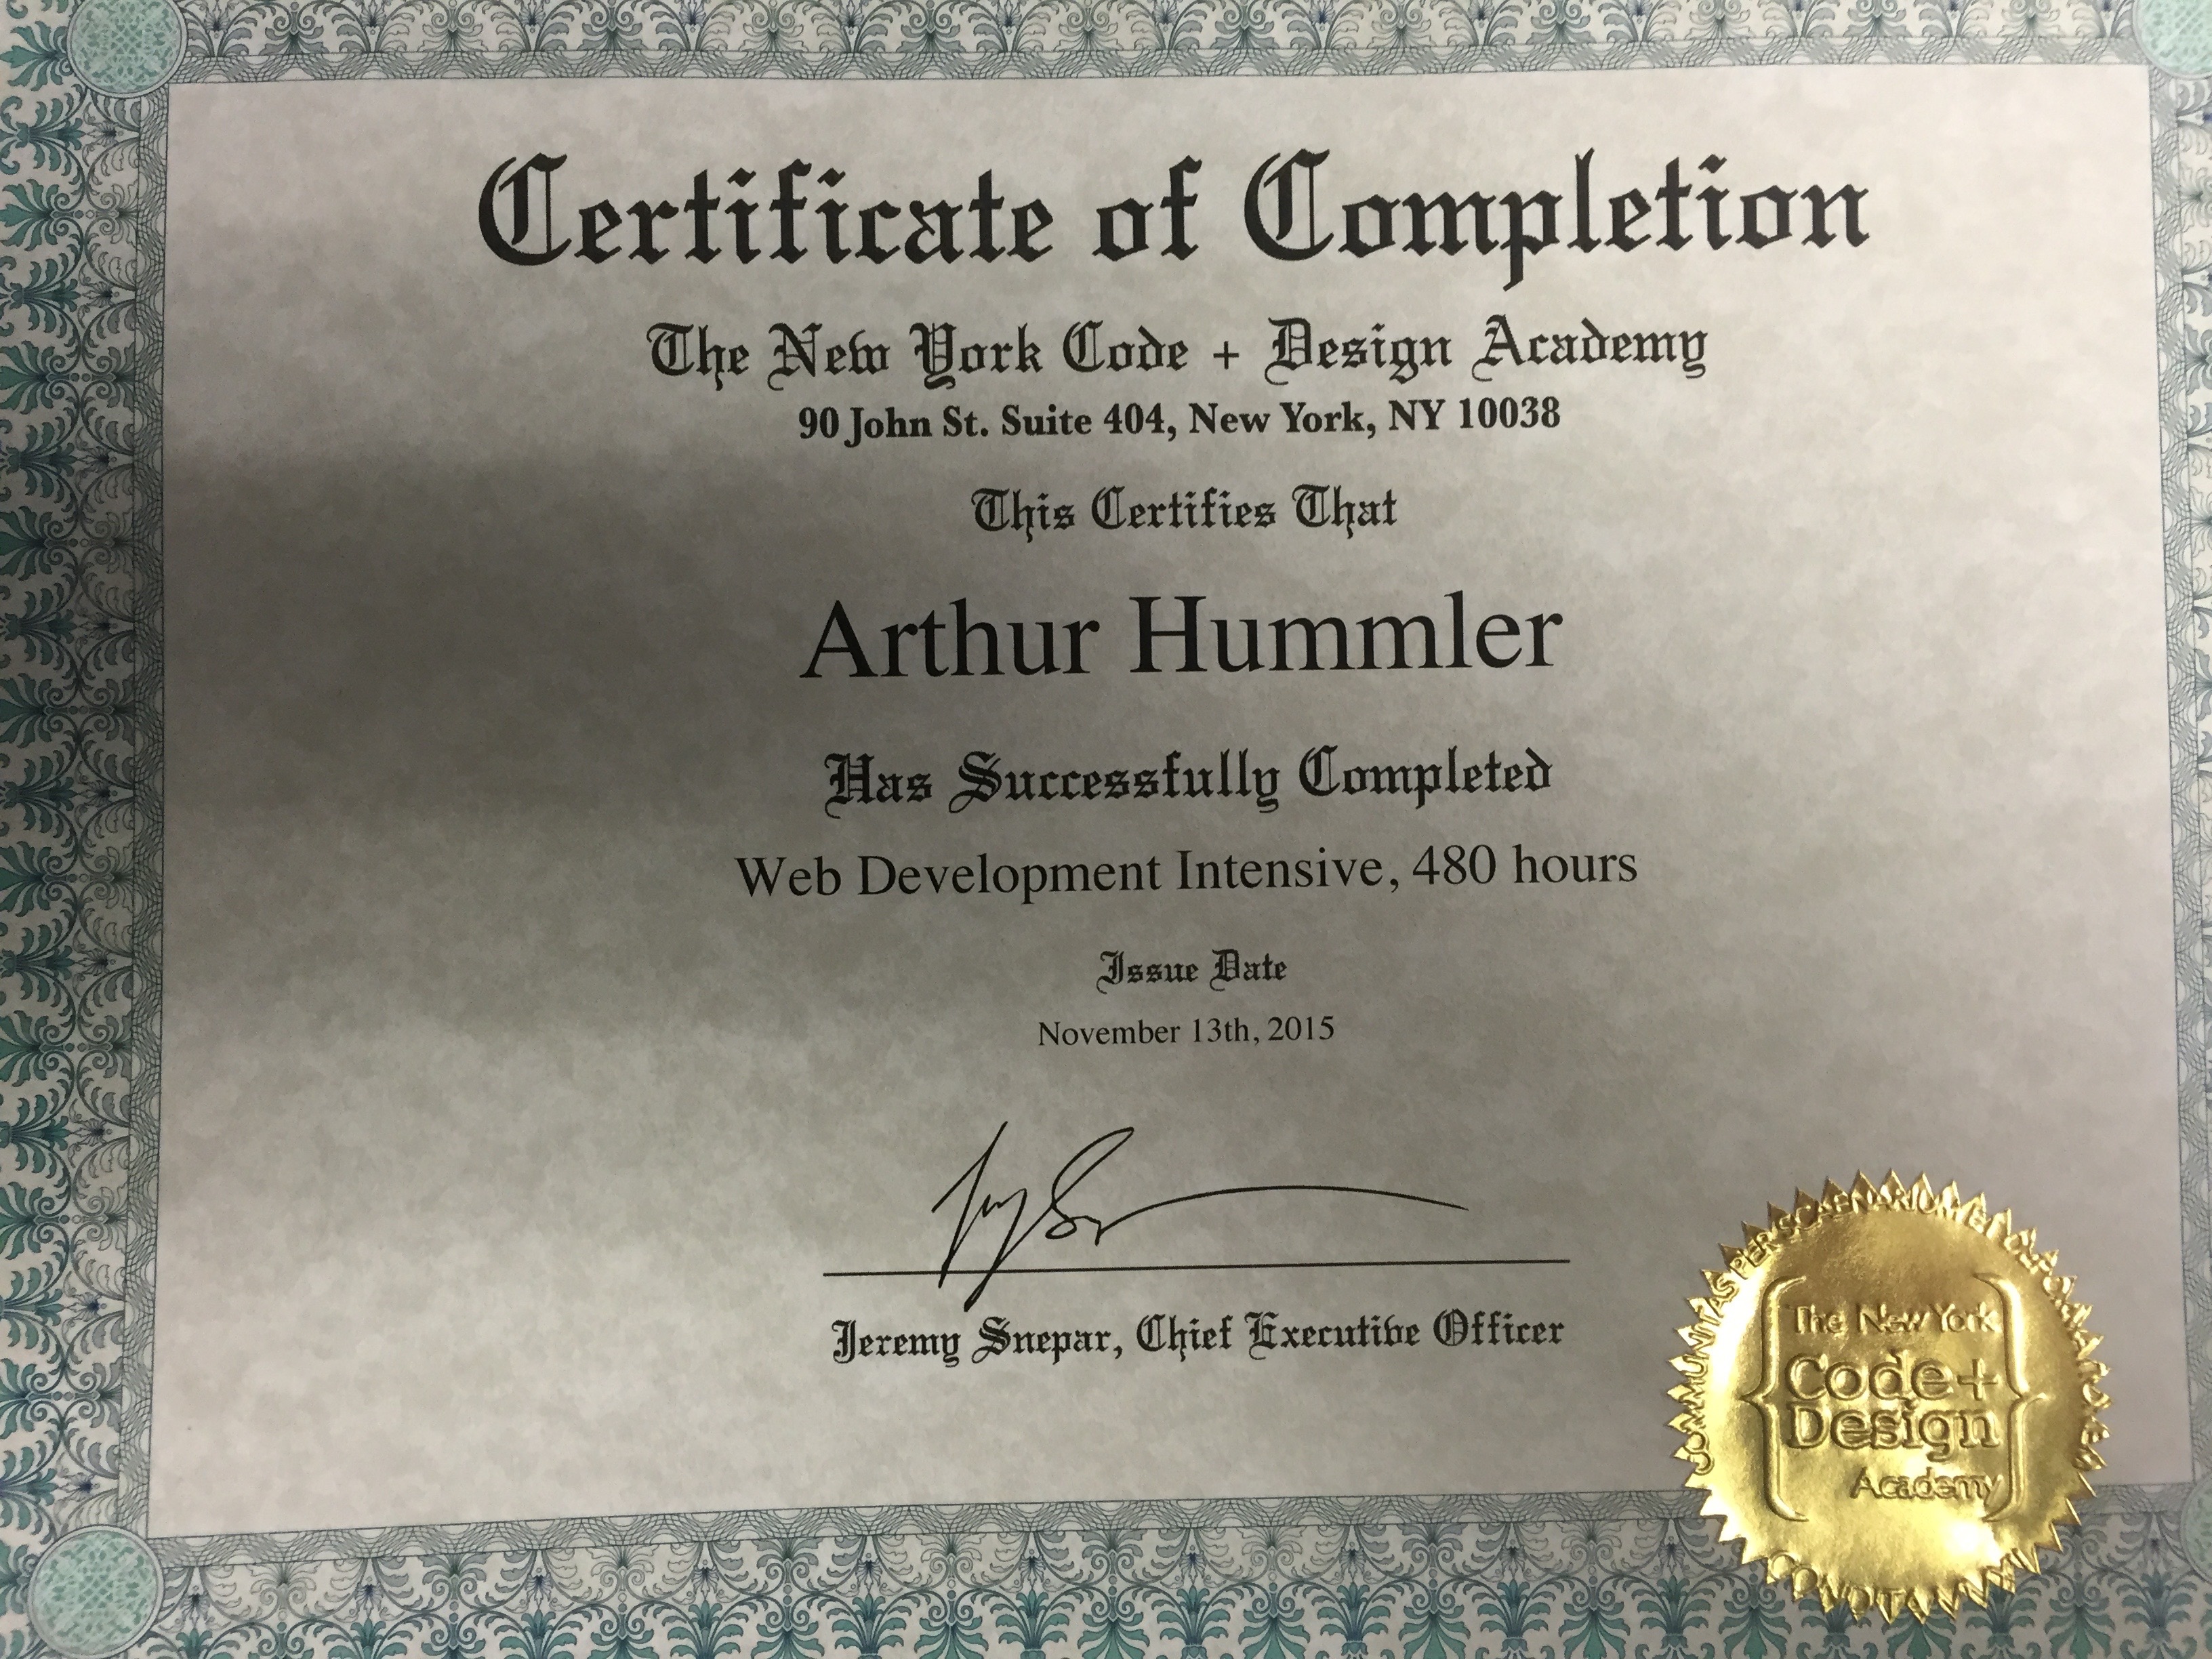 Certificate of Completion
The New York Code + Design Academy
90 John St. Suite 404, New York, NY 10038
This Certifies That
Arthur Hummler
Has Successfully Completed
Web Development Intensive, 480 hours
Issue Date
November 13th, 2015
Jeremy Snepar, Chief Executive Officer
COMMUNITAS PER SCAENARIUM ET
The New York
Code+
Design
Academy